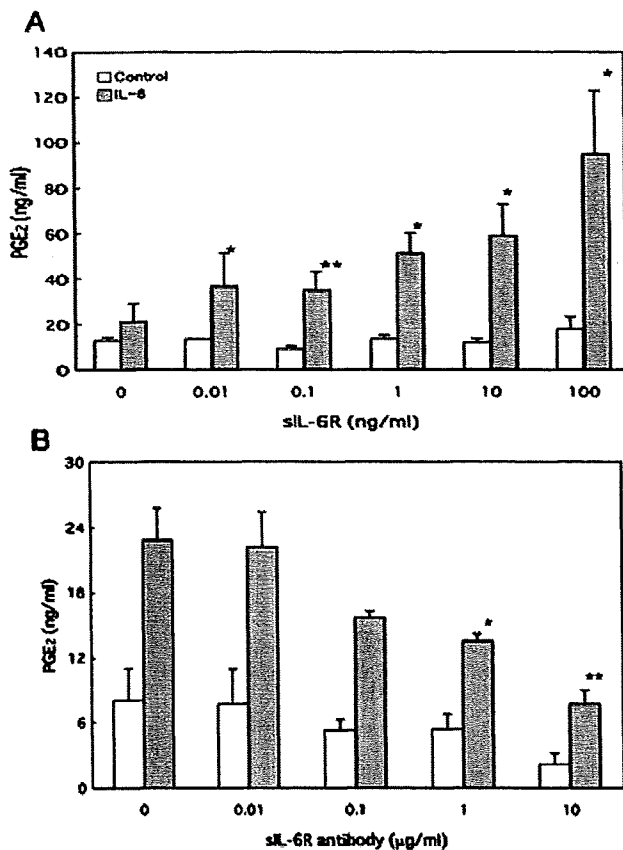 A
140
120
100
80
60
40
20
0
PGE2 (ng/ml)
Control
IL-6
*
**
*
*
*
0 0.01 0.1 1 10 100
sIL-6R (ng/ml)
B
30
24
18
12
6
0
PGE2 (ng/ml)
*
**
0 0.01 0.1 1 10
sIL-6R antibody (μg/ml)